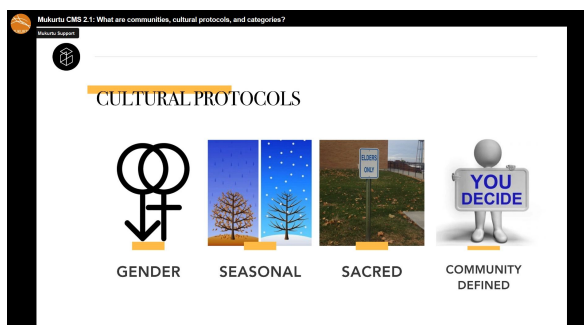 Mukurtu CMS 2.1: What are communities, cultural protocols, and categories?
Mukurtu Support
CULTURAL PROTOCOLS
ELDERS
ONLY
YOU
DECIDE
GENDER
SEASONAL
SACRED
COMMUNITY
DEFINED